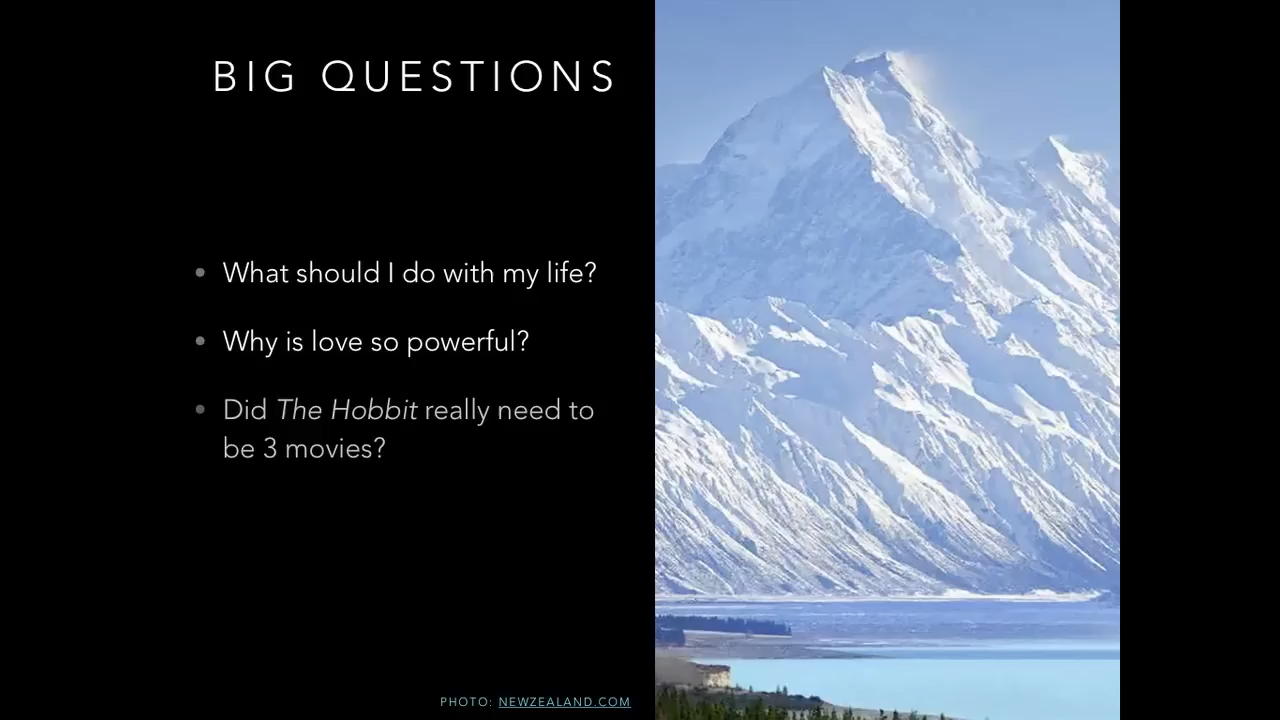 BIG QUESTIONS
• What should I do with my life?
• Why is love so powerful?
• Did The Hobbit really need to
be 3 movies?
PHOTO: NEWZEALAND.COM